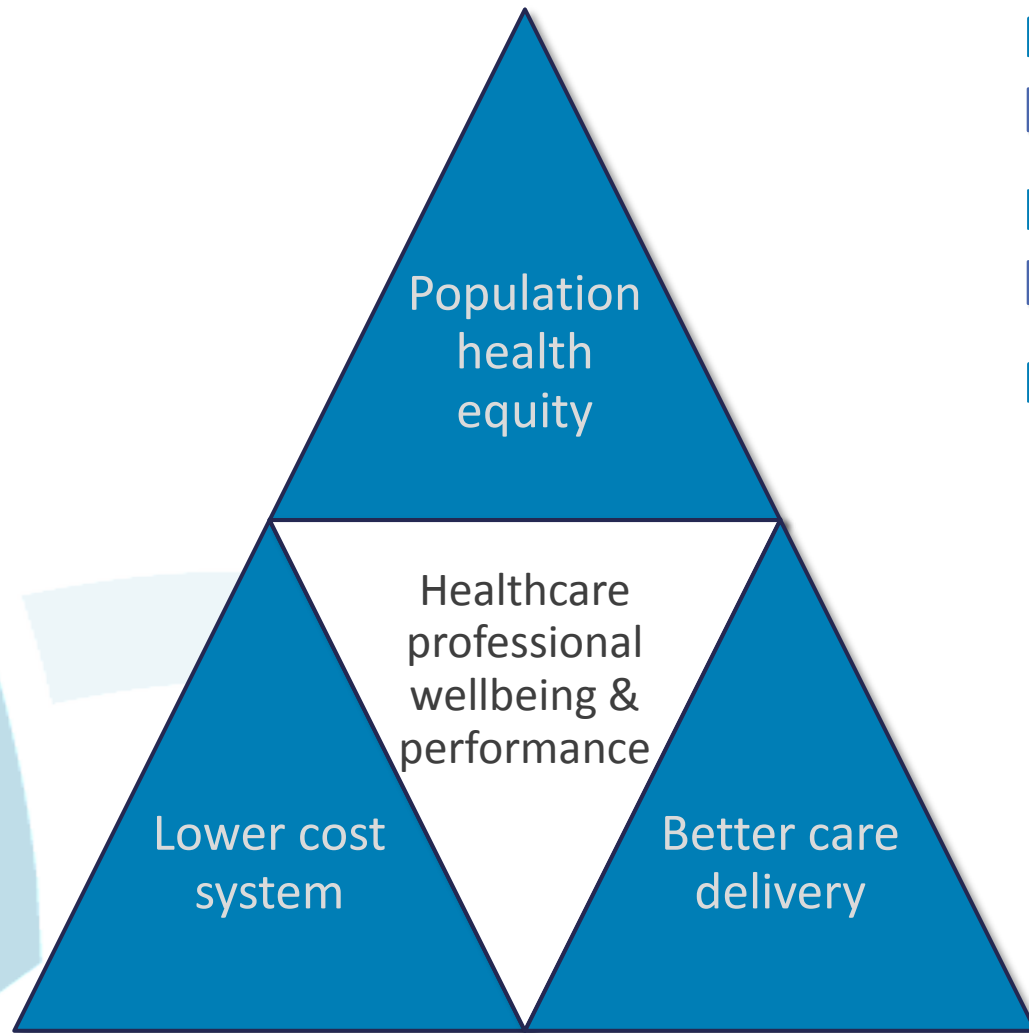 Population
health
equity
Healthcare
professional
wellbeing &
performance
Lower cost
system
Better care
delivery